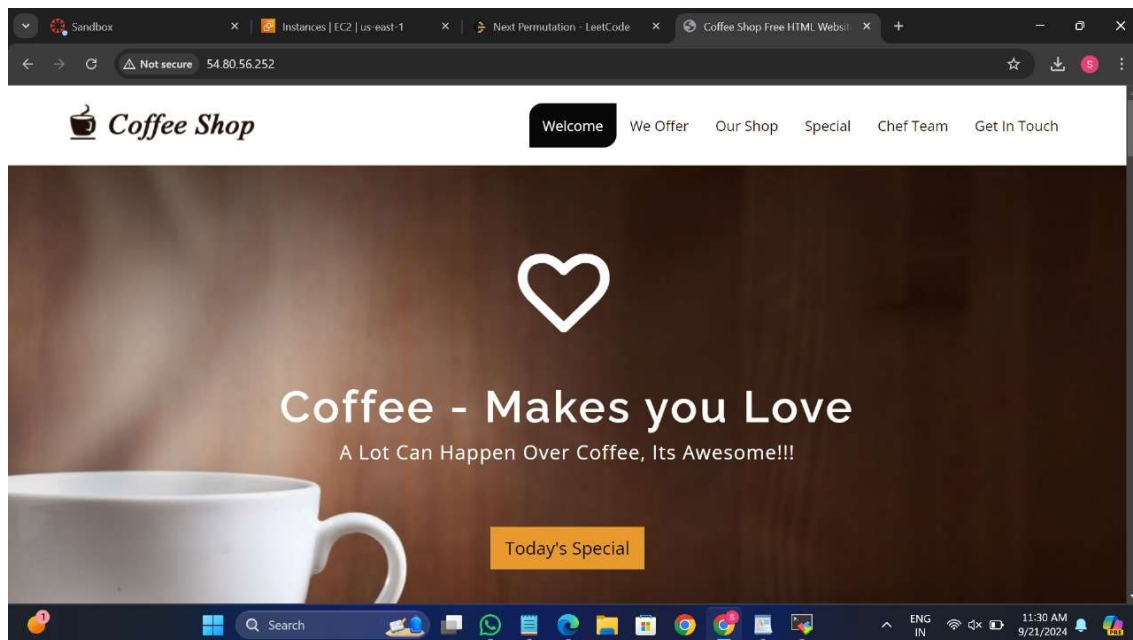 Sandbox
Instances | EC2 | us-east-1
Next Permutation - LeetCode
Coffee Shop Free HTML Websit
Not secure 54.80.56.252
S
Coffee Shop
Welcome We Offer Our Shop Special Chef Team Get In Touch
Coffee - Makes you Love
A Lot Can Happen Over Coffee, Its Awesome!!!
Today's Special
1
Search
ENG
IN
11:30 AM
9/21/2024
PRE